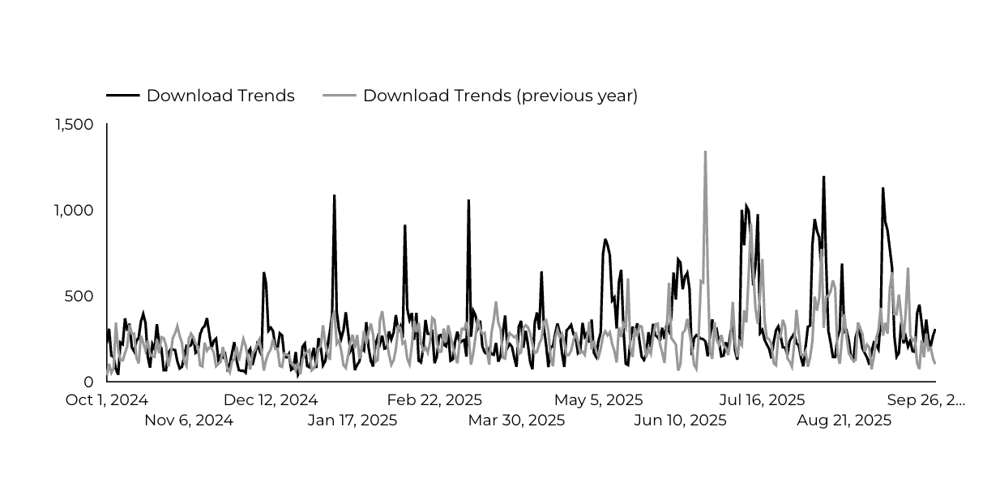 Download Trends Download Trends (previous year)
1,500
1,000
500
0
Oct 1, 2024 Dec 12, 2024 Feb 22, 2025 May 5, 2025 Jul 16, 2025 Sep 26, 2...
Nov 6, 2024 Jan 17, 2025 Mar 30, 2025 Jun 10, 2025 Aug 21, 2025